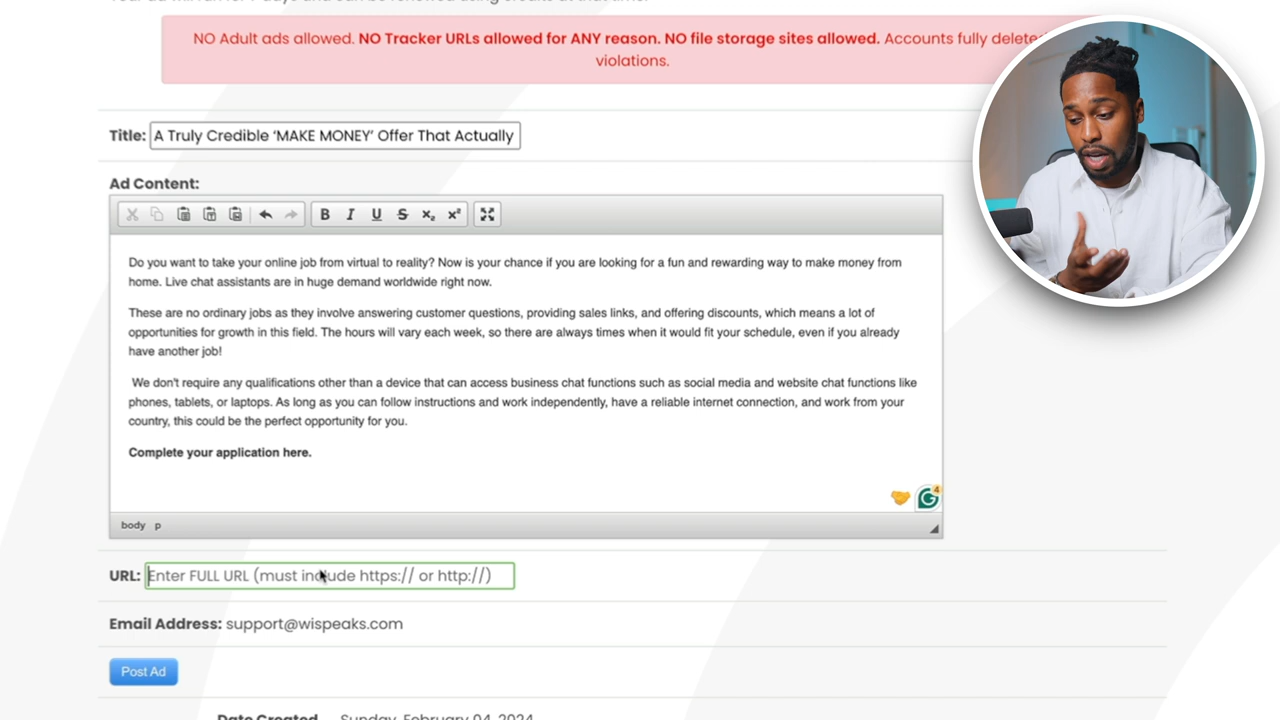 NO Adult ads allowed. NO Tracker URLs allowed for ANY reason. NO file storage sites allowed. Accounts fully
violations.
Title: A Truly Credible ‘MAKE MONEY’ Offer That Actually
Ad Content:
B I U S x₂ x²
Do you want to take your online job from virtual to reality? Now is your chance if you are looking for a fun and rewarding way to make money from
home. Live chat assistants are in huge demand worldwide right now.
These are no ordinary jobs as they involve answering customer questions, providing sales links, and offering discounts, which means a lot of
opportunities for growth in this field. The hours will vary each week, so there are always times when it would fit your schedule, even if you already
have another job!
We don't require any qualifications other than a device that can access business chat functions such as social media and website chat functions like
phones, tablets, or laptops. As long as you can follow instructions and work independently, have a reliable internet connection, and work from your
country, this could be the perfect opportunity for you.
Complete your application here.
4
body p
URL: Enter FULL URL (must include https:// or http://)
Email Address: support@wispeaks.com
Post Ad
Date Created Sunday, February 04, 2024